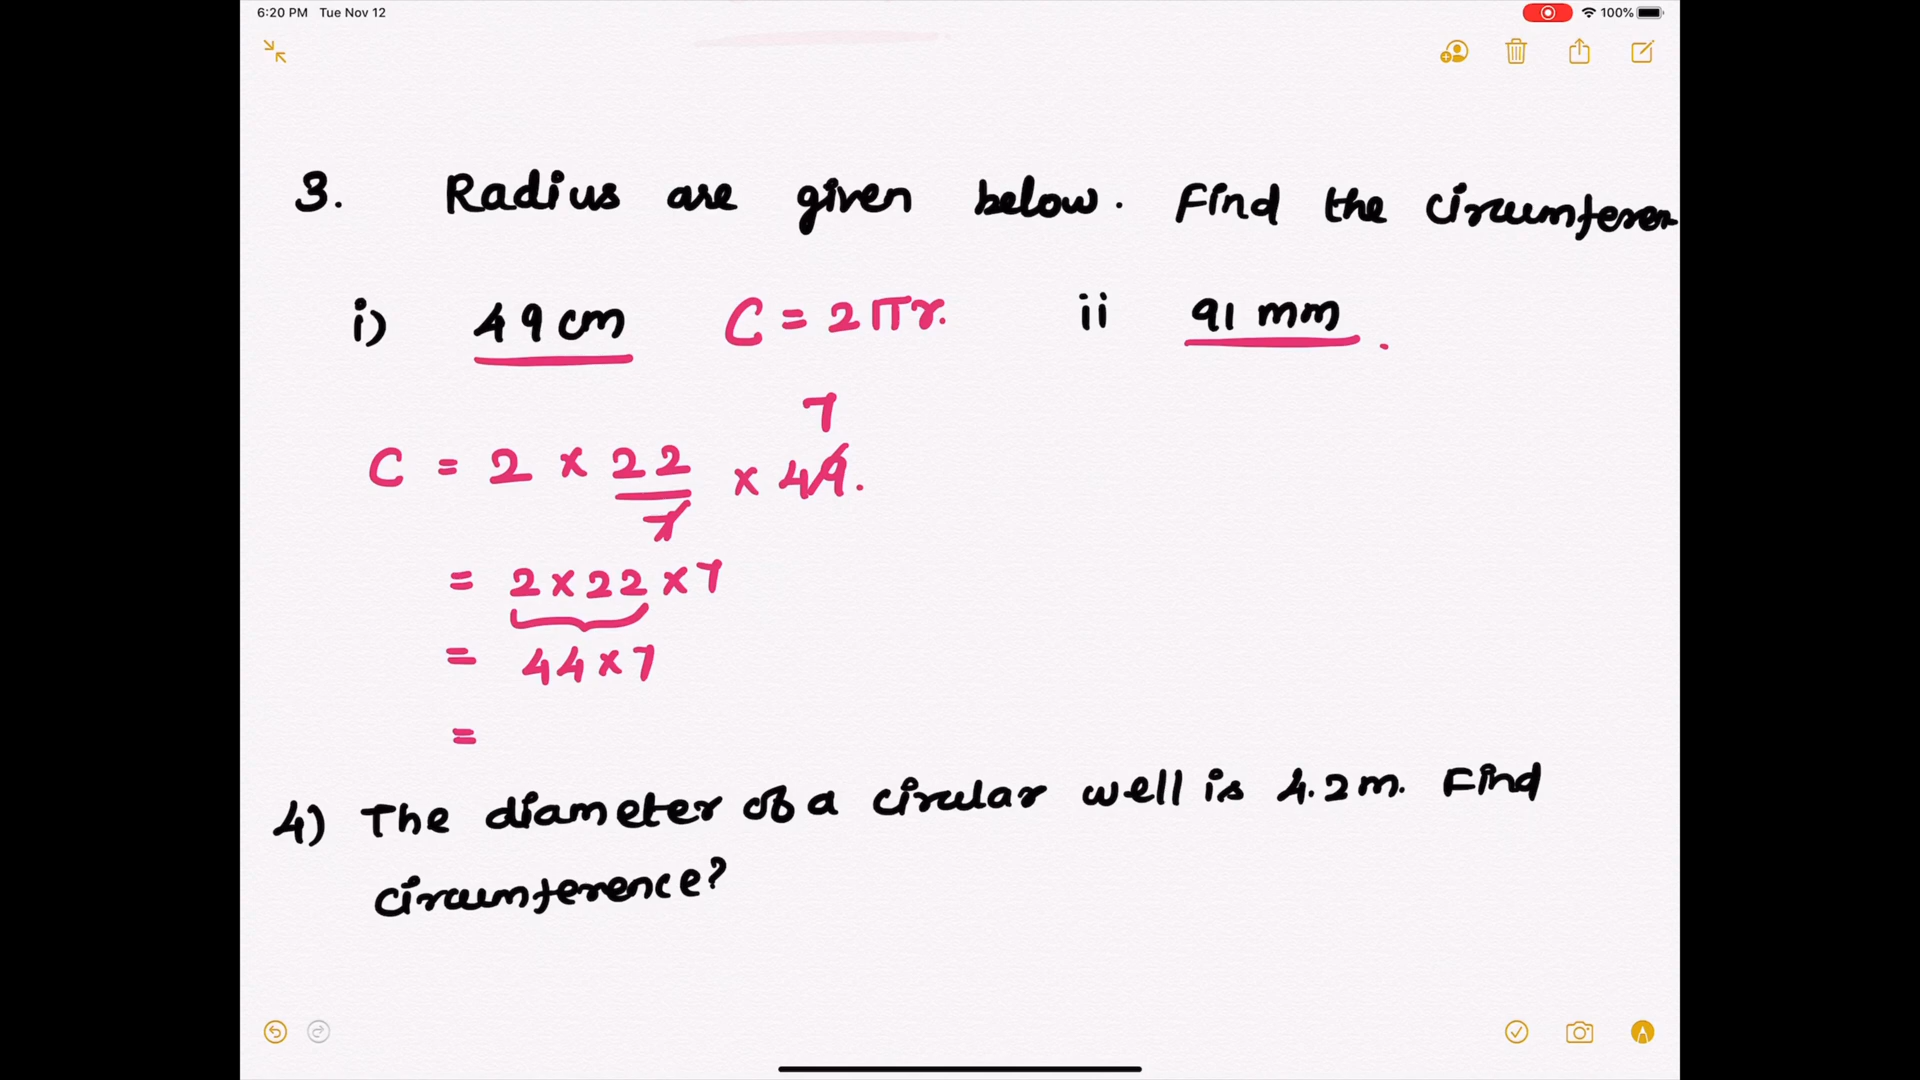 6:20 PM Tue Nov 12 100%
3. Radius are given below. Find the circumferen
i) 49 cm C = 2πr. ii 91 mm .
7
C = 2 × 22/7 × 49.
= 2 × 22 × 7
= 44 × 7
=
4) The diameter of a circular well is 4.2m. Find
circumference?